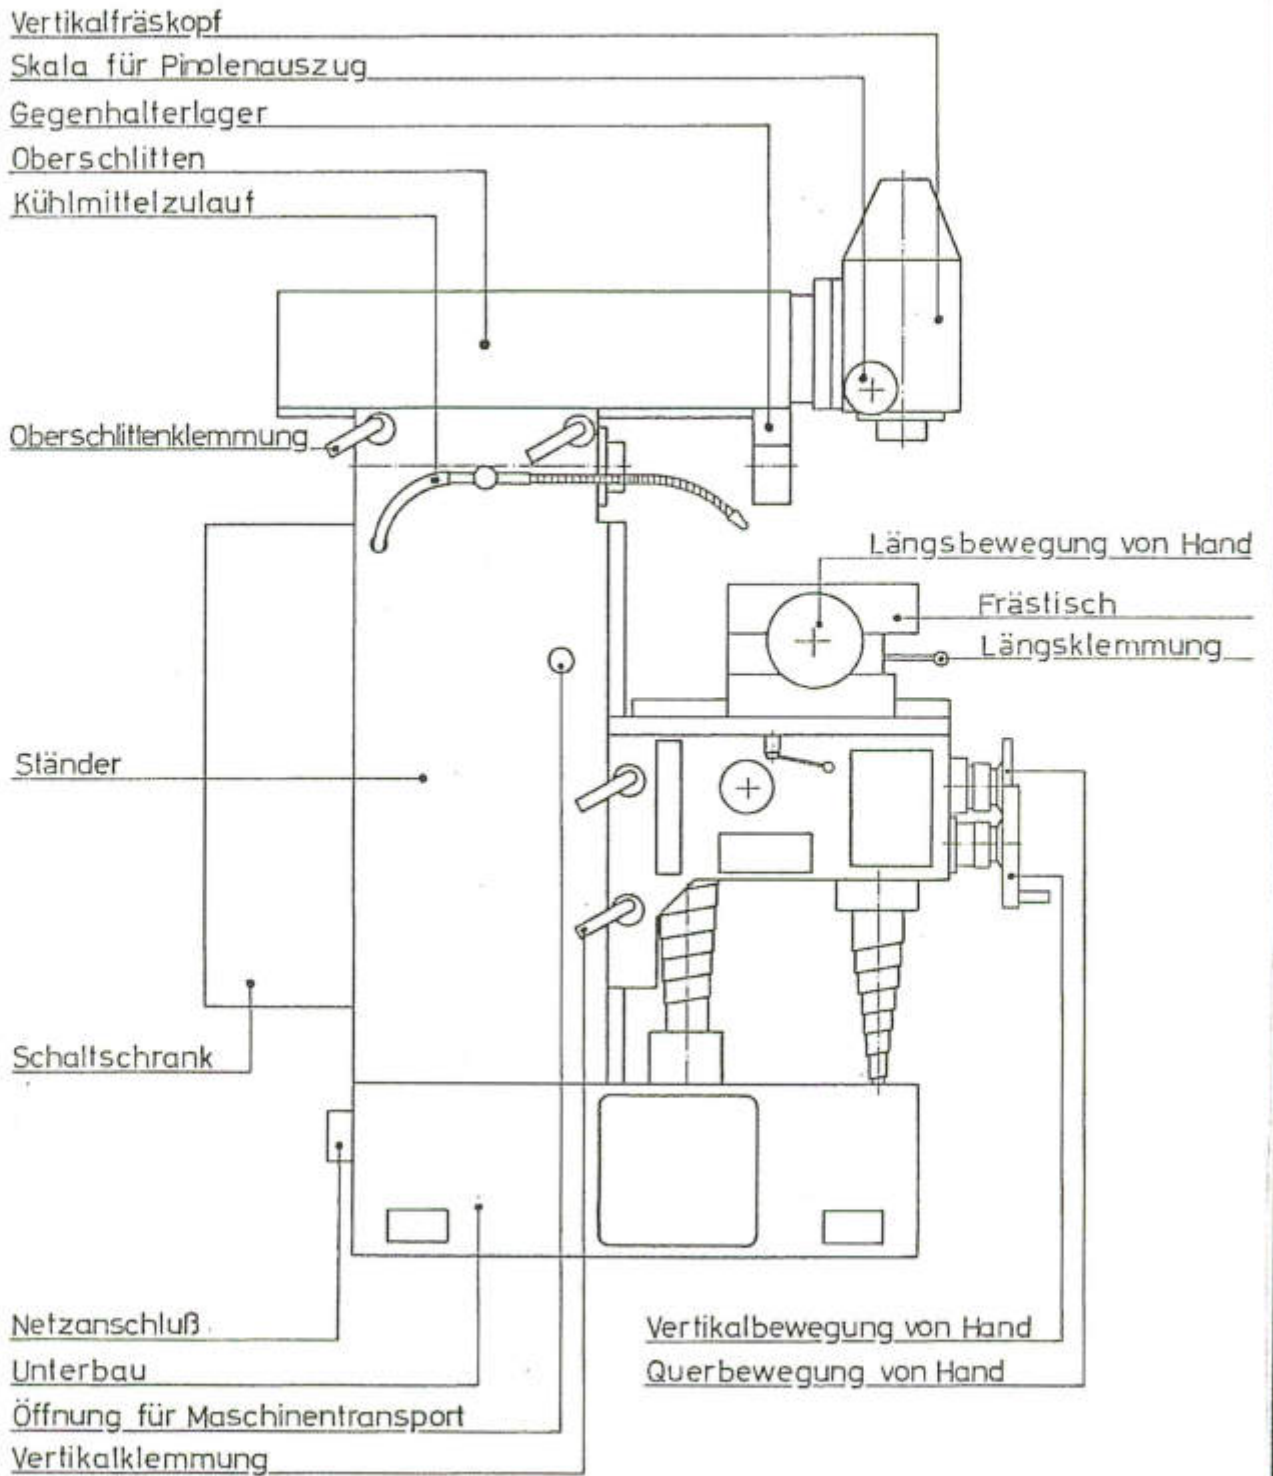 Vertikalfräskopf
Skala für Pinolenauszug
Gegenhalterlager
Oberschlitten
Kühlmittelzulauf
Oberschlittenklemmung
Längsbewegung von Hand
Frästisch
Längsklemmung
Ständer
Schaltschrank
Netzanschluß
Unterbau
Öffnung für Maschinentransport
Vertikalklemmung
Vertikalbewegung von Hand
Querbewegung von Hand